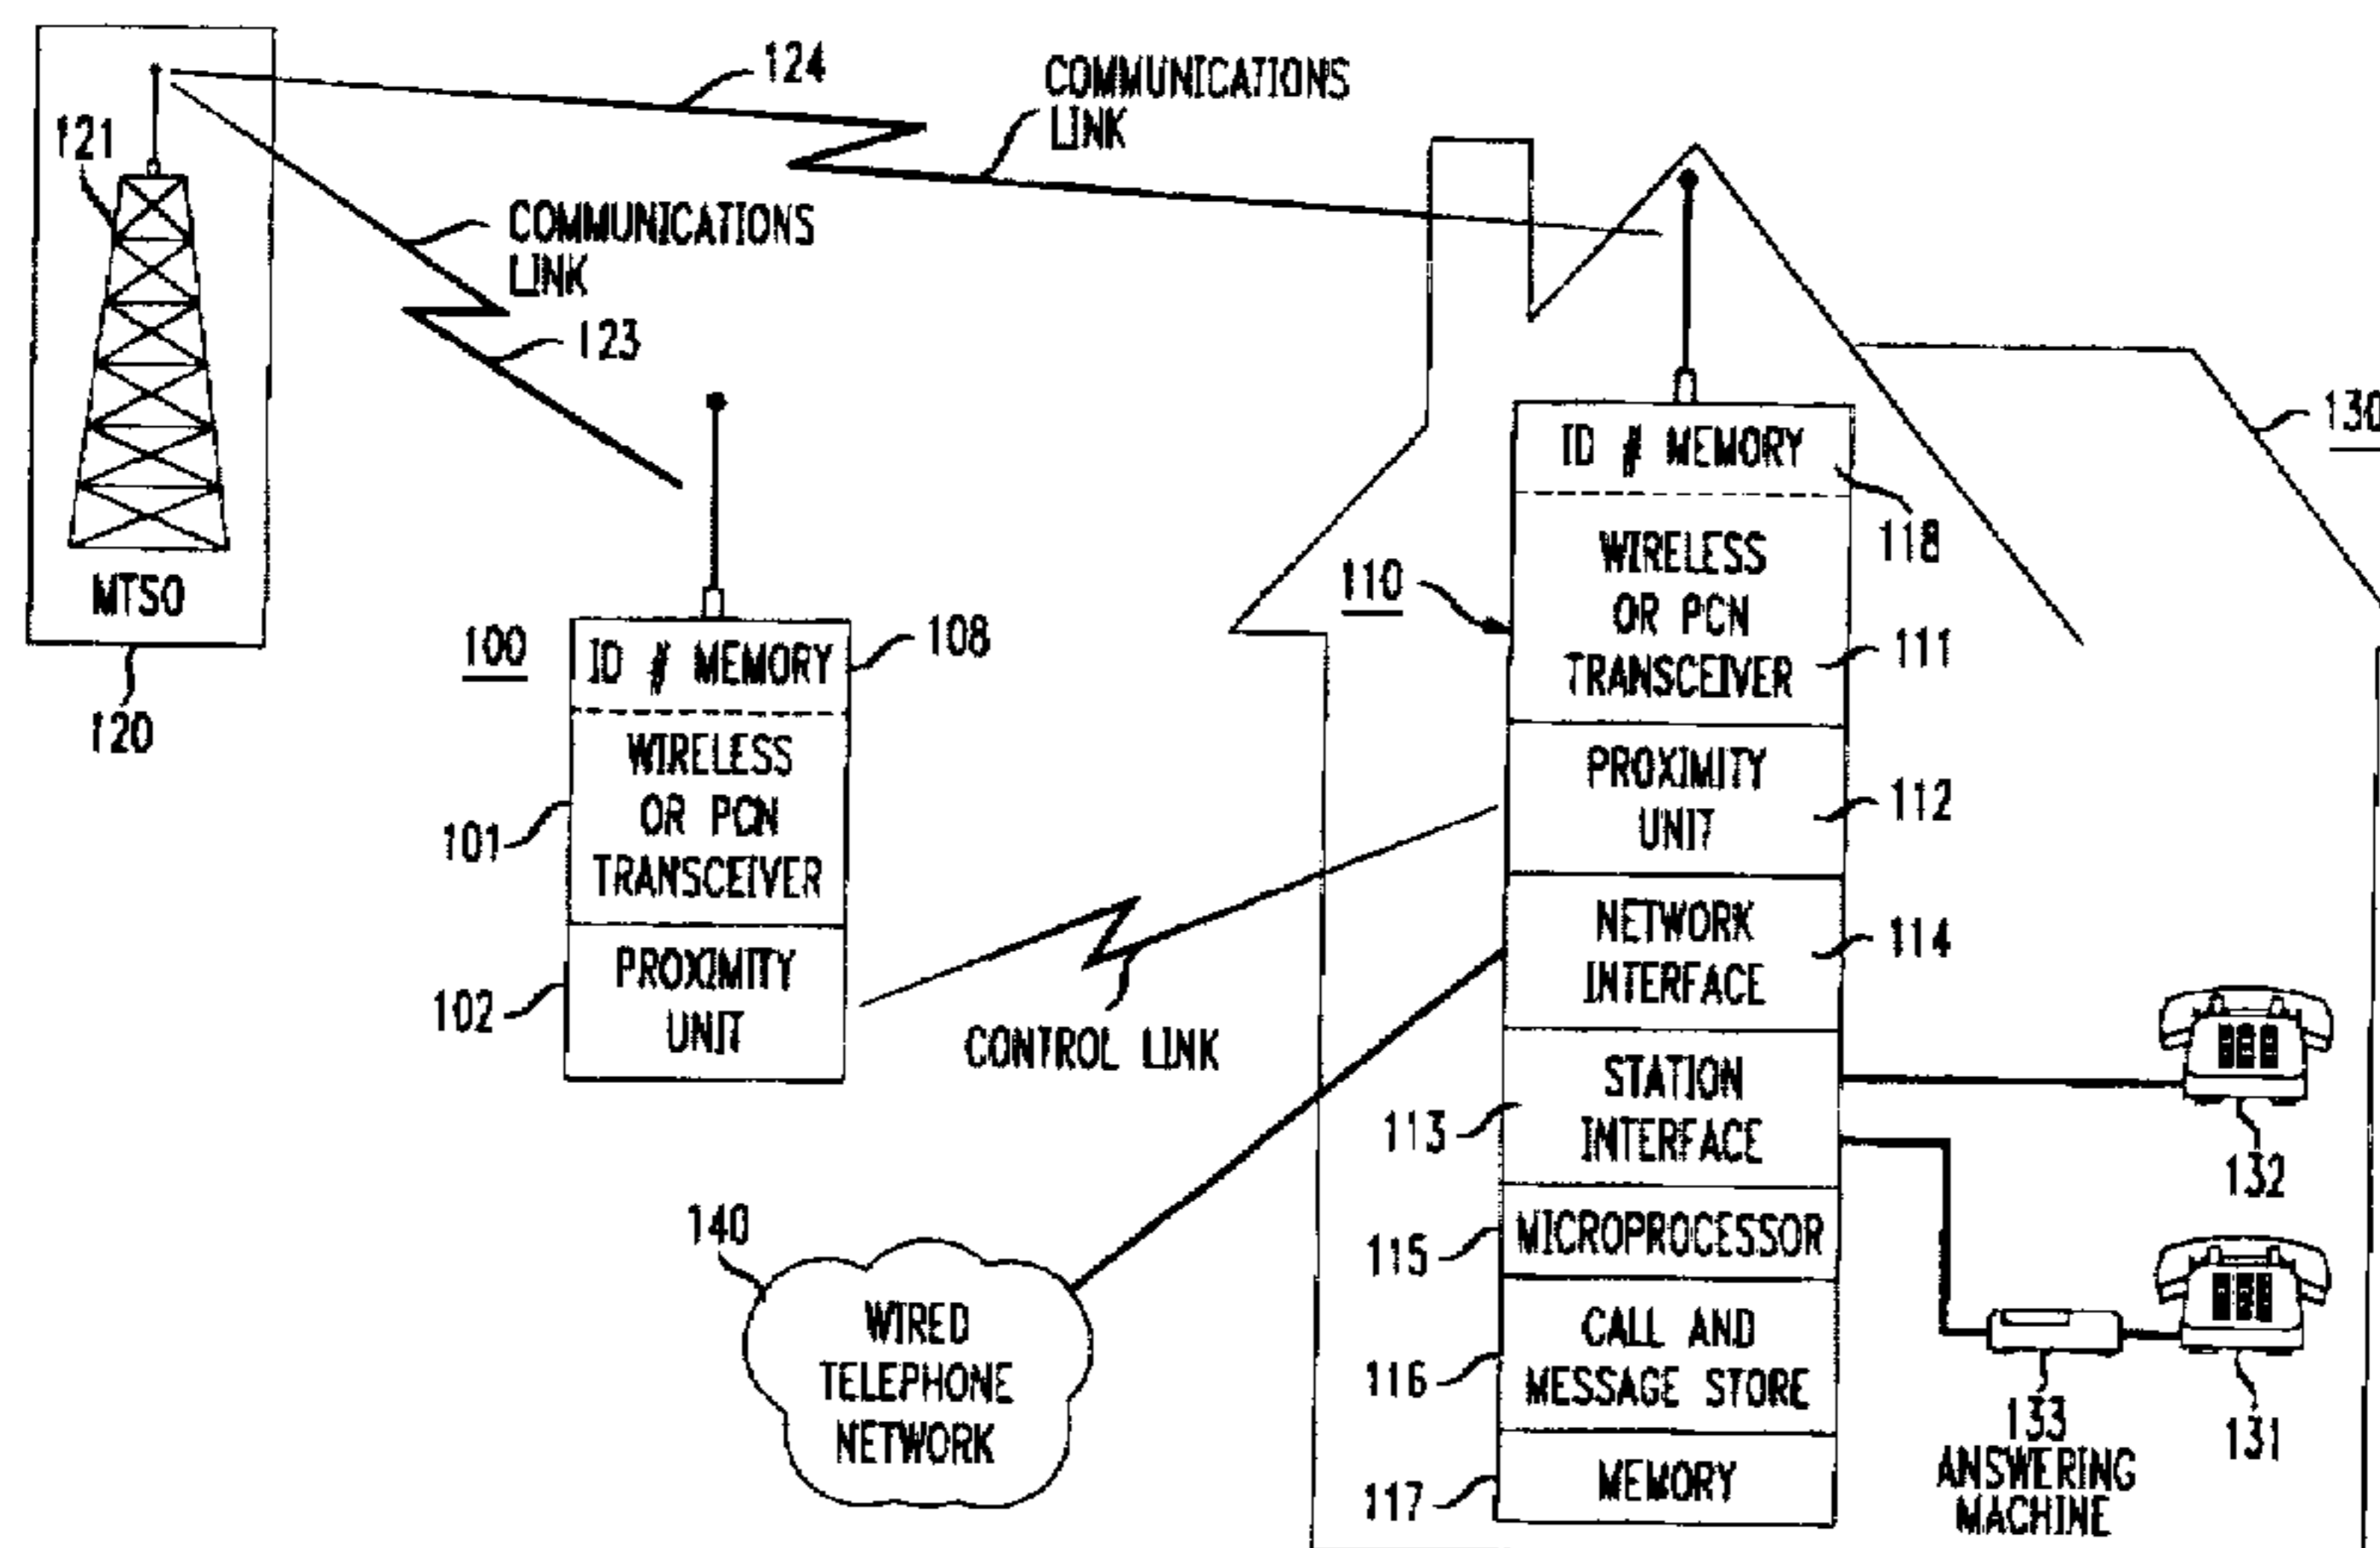 124
COMMUNICATIONS
LINK
121
COMMUNICATIONS
LINK
123
130
MTSO
120
100
ID # MEMORY
108
WIRELESS
OR PCN
TRANSCEIVER
101
PROXIMITY
UNIT
102
CONTROL LINK
110
ID # MEMORY
118
WIRELESS
OR PCN
TRANSCEIVER
111
PROXIMITY
UNIT
112
NETWORK
INTERFACE
114
STATION
INTERFACE
113
MICROPROCESSOR
115
CALL AND
MESSAGE STORE
116
MEMORY
117
132
131
133
ANSWERING
MACHINE
140
WIRED
TELEPHONE
NETWORK